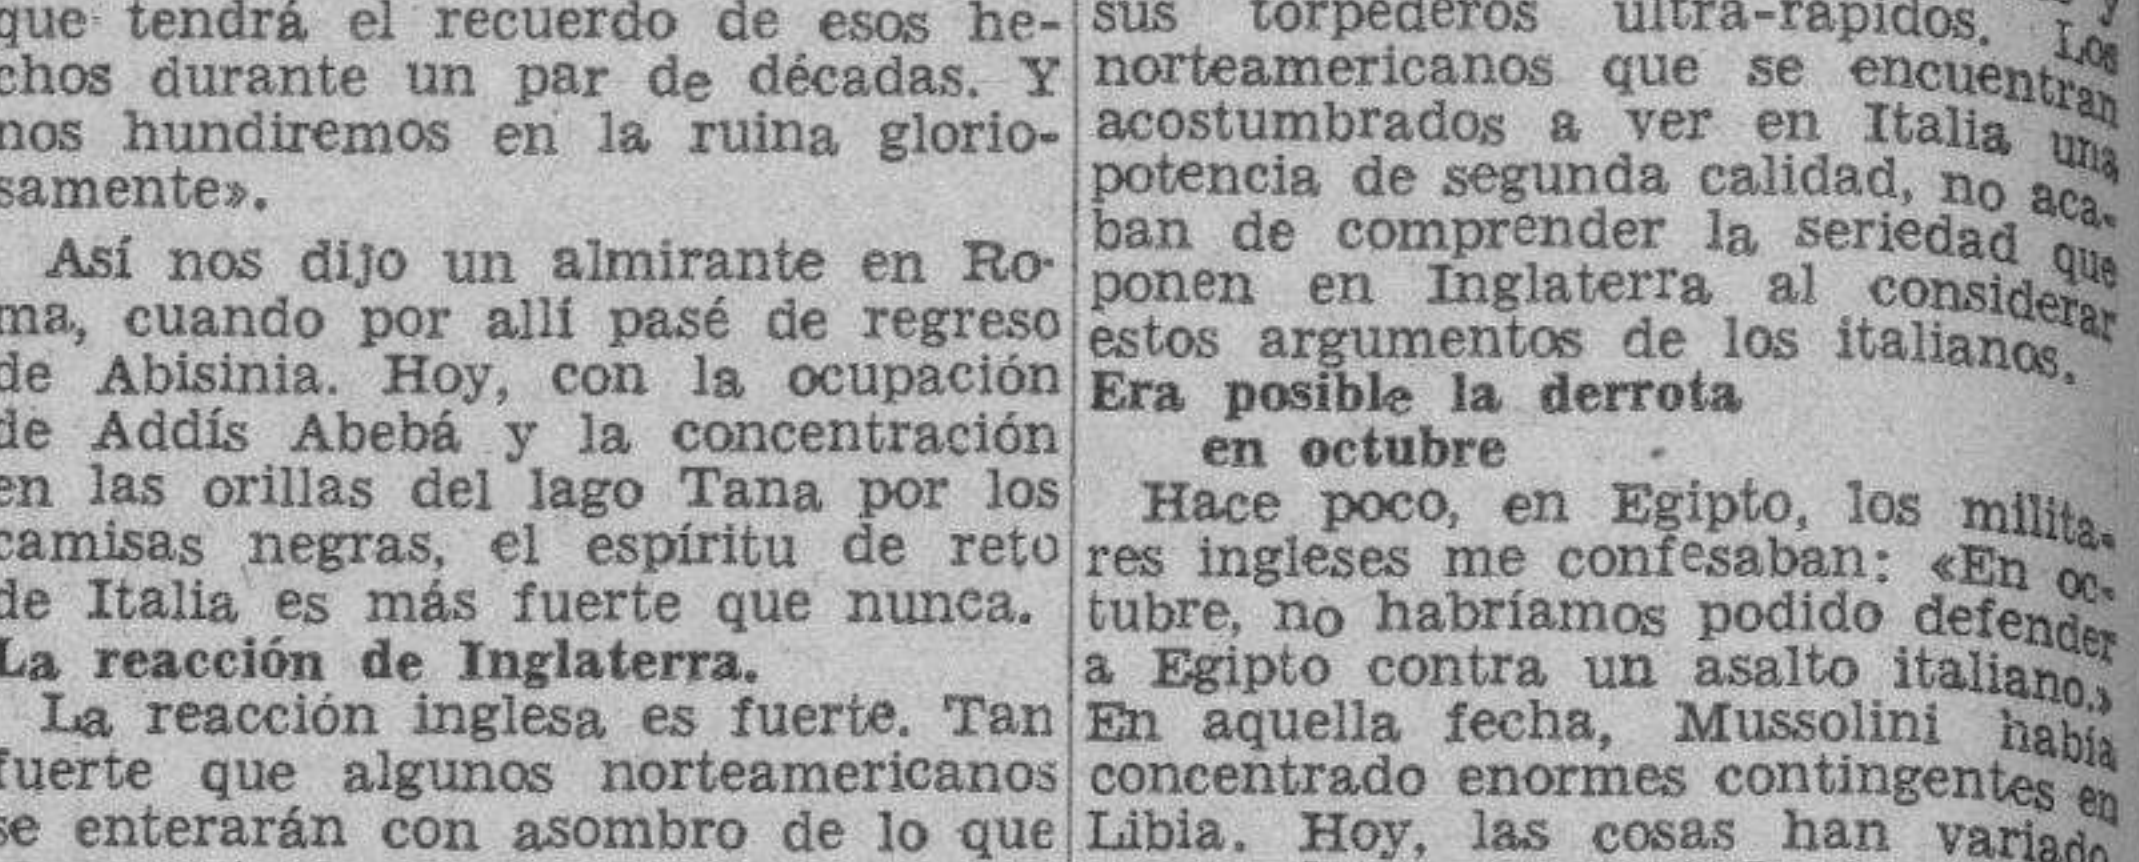 que tendrá el recuerdo de esos he-
chos durante un par de décadas. Y
nos hundiremos en la ruina glorio-
samente».
Así nos dijo un almirante en Ro-
ma, cuando por allí pasé de regreso
de Abisinia. Hoy, con la ocupación
de Addís Abebá y la concentración
en las orillas del lago Tana por los
camisas negras, el espíritu de reto
de Italia es más fuerte que nunca.
La reacción de Inglaterra.
La reacción inglesa es fuerte. Tan
fuerte que algunos norteamericanos
se enterarán con asombro de lo que
sus torpederos ultra-rápidos. Los
norteamericanos que se encuentran
acostumbrados a ver en Italia una
potencia de segunda calidad, no aca-
ban de comprender la seriedad que
ponen en Inglaterra al considerar
estos argumentos de los italianos.
Era posible la derrota
en octubre
Hace poco, en Egipto, los milita-
res ingleses me confesaban: «En oc-
tubre, no habríamos podido defender
a Egipto contra un asalto italiano.»
En aquella fecha, Mussolini había
concentrado enormes contingentes en
Libia. Hoy, las cosas han variado